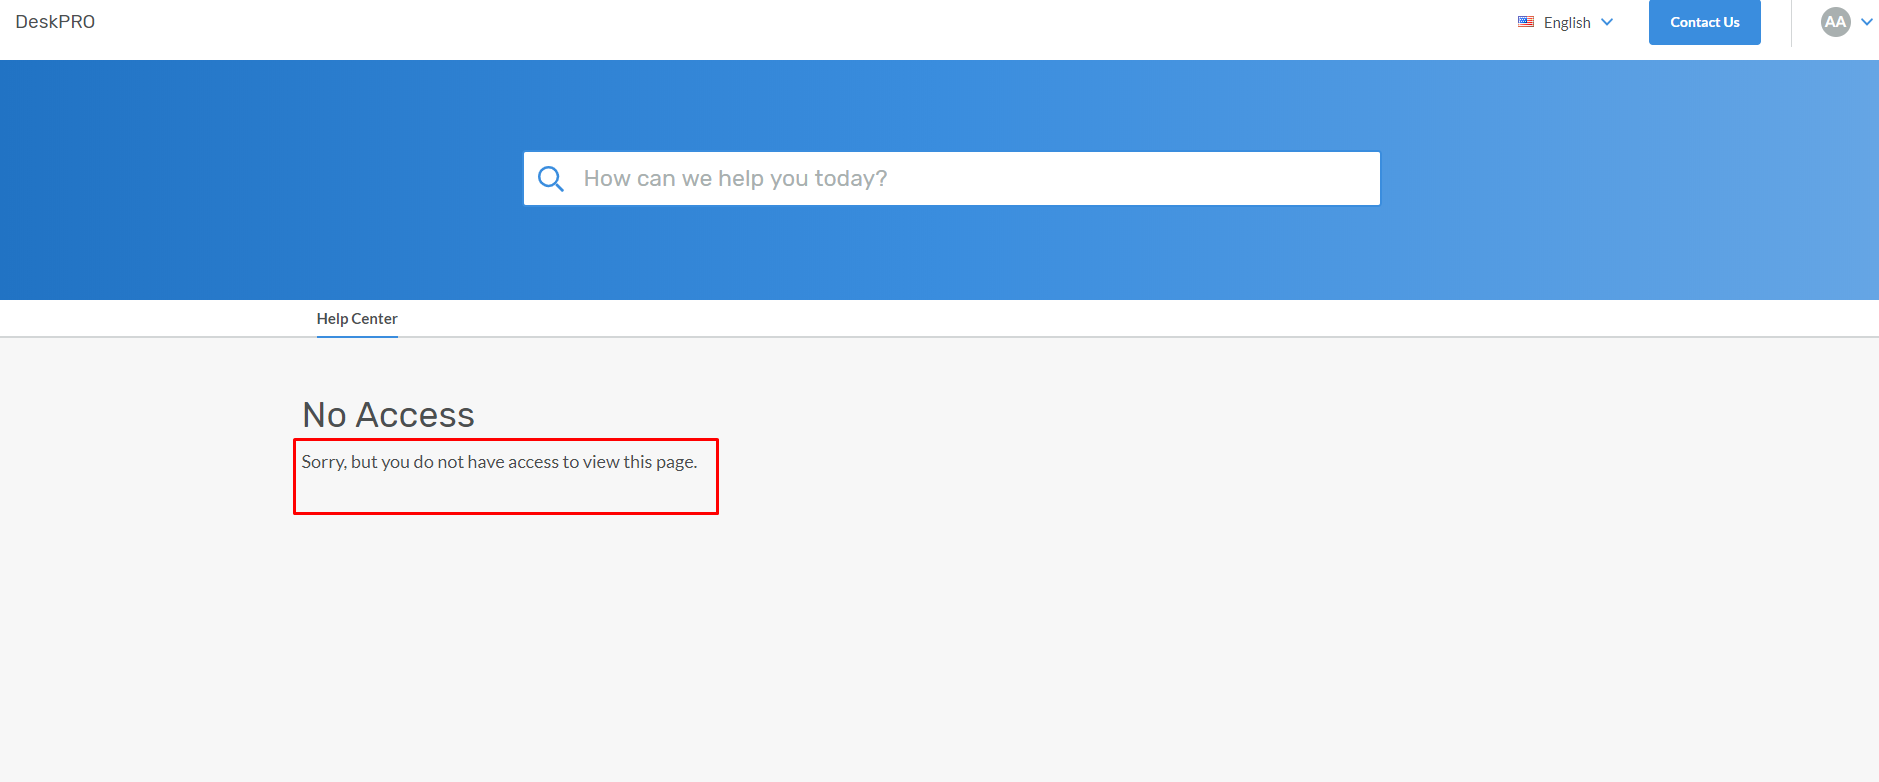 DeskPRO
English
Contact Us
AA
How can we help you today?
Help Center
No Access
Sorry, but you do not have access to view this page.